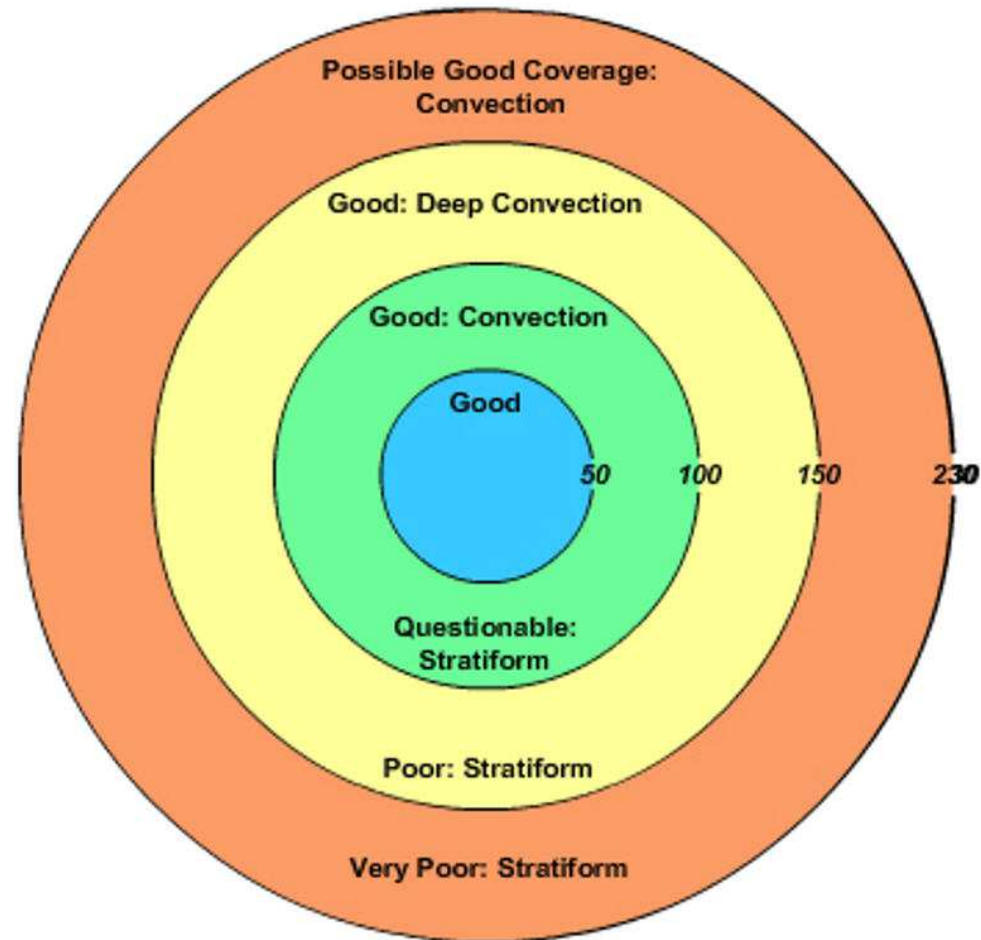 Possible Good Coverage:
Convection
Good: Deep Convection
Good: Convection
Good
50 100 150 230
Questionable:
Stratiform
Poor: Stratiform
Very Poor: Stratiform